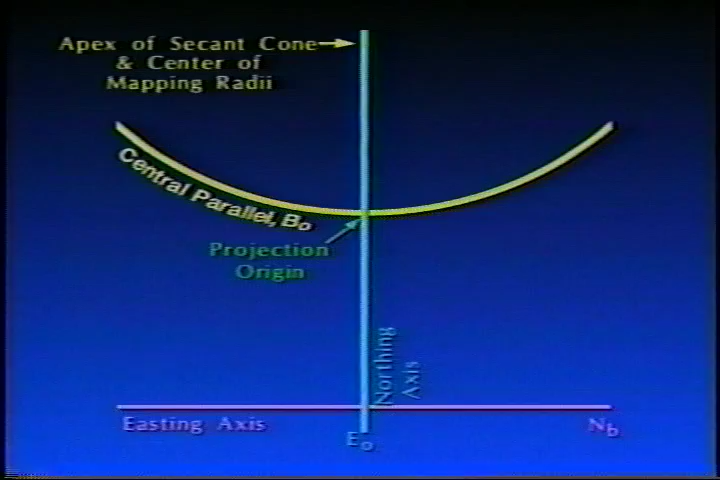 Apex of Secant Cone
& Center of
Mapping Radii
Central Parallel, Bo
Projection
Origin
Northing
Axis
Easting Axis
Eo
Nb